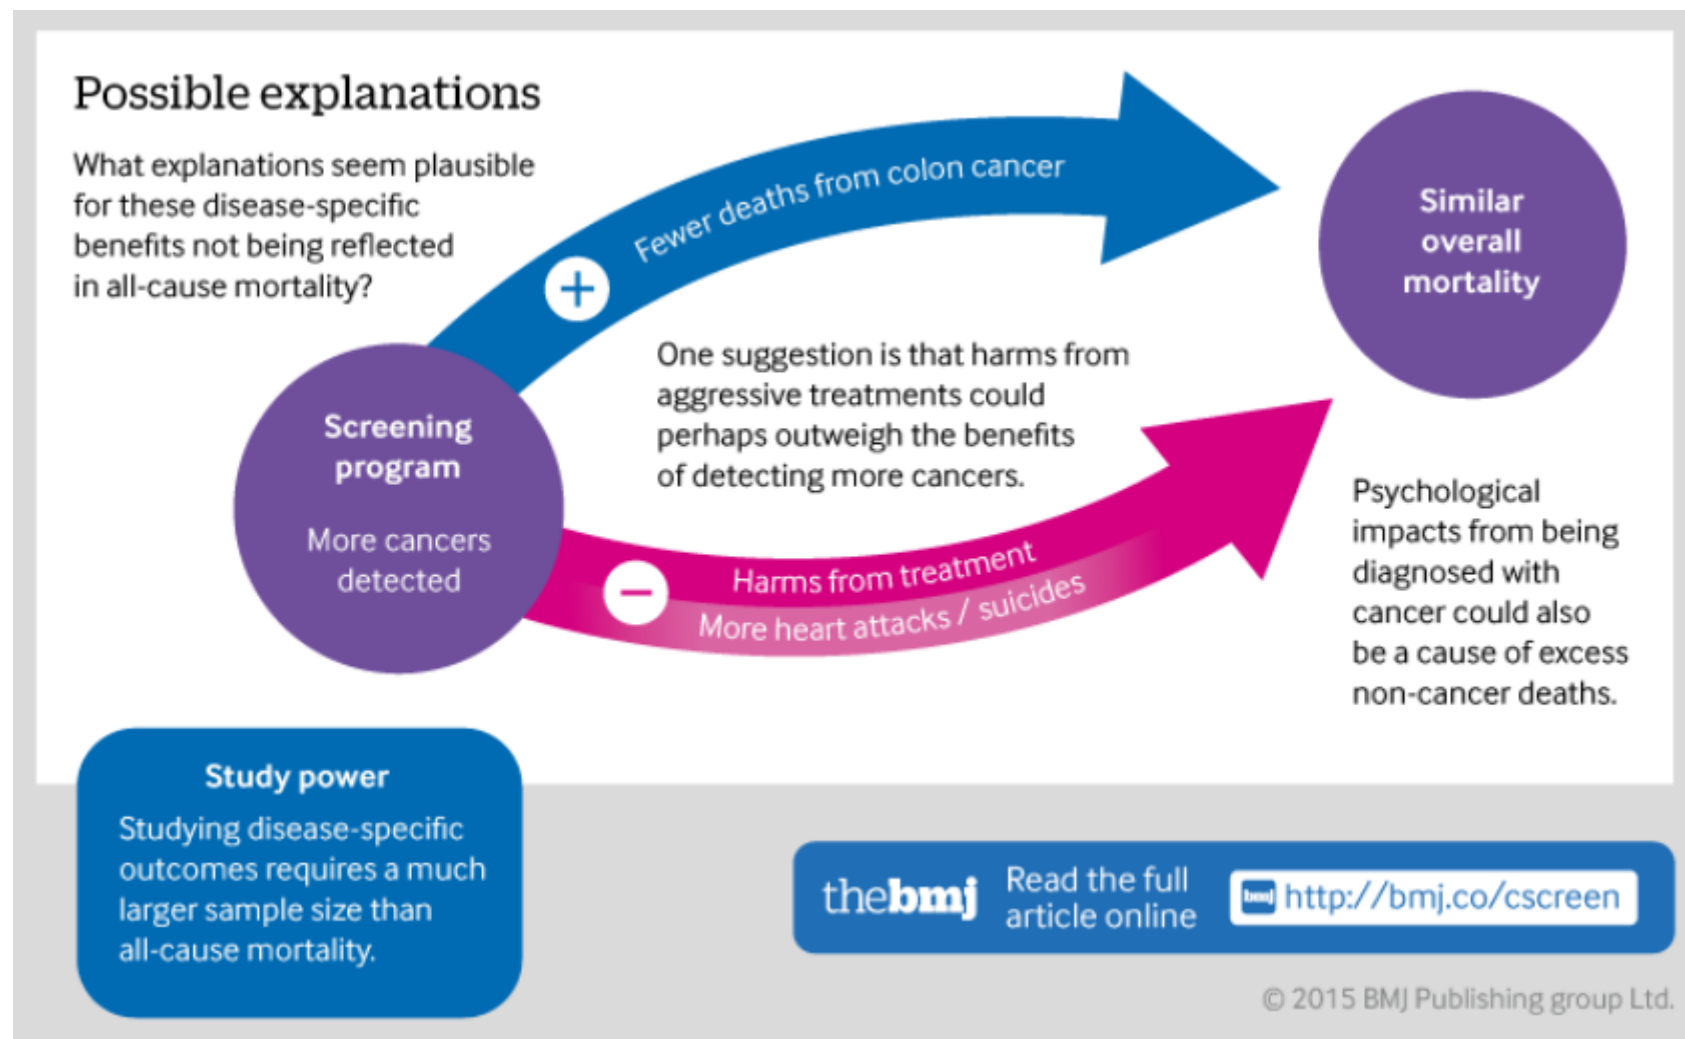 Possible explanations
What explanations seem plausible
for these disease-specific
benefits not being reflected
in all-cause mortality?
Fewer deaths from colon cancer
Similar
overall
mortality
One suggestion is that harms from
aggressive treatments could
perhaps outweigh the benefits
of detecting more cancers.
Screening
program
More cancers
detected
Harms from treatment
More heart attacks / suicides
Psychological
impacts from being
diagnosed with
cancer could also
be a cause of excess
non-cancer deaths.
Study power
Studying disease-specific
outcomes requires a much
larger sample size than
all-cause mortality.
thebmj
Read the full
article online
bmj http://bmj.co/cscreen
© 2015 BMJ Publishing group Ltd.